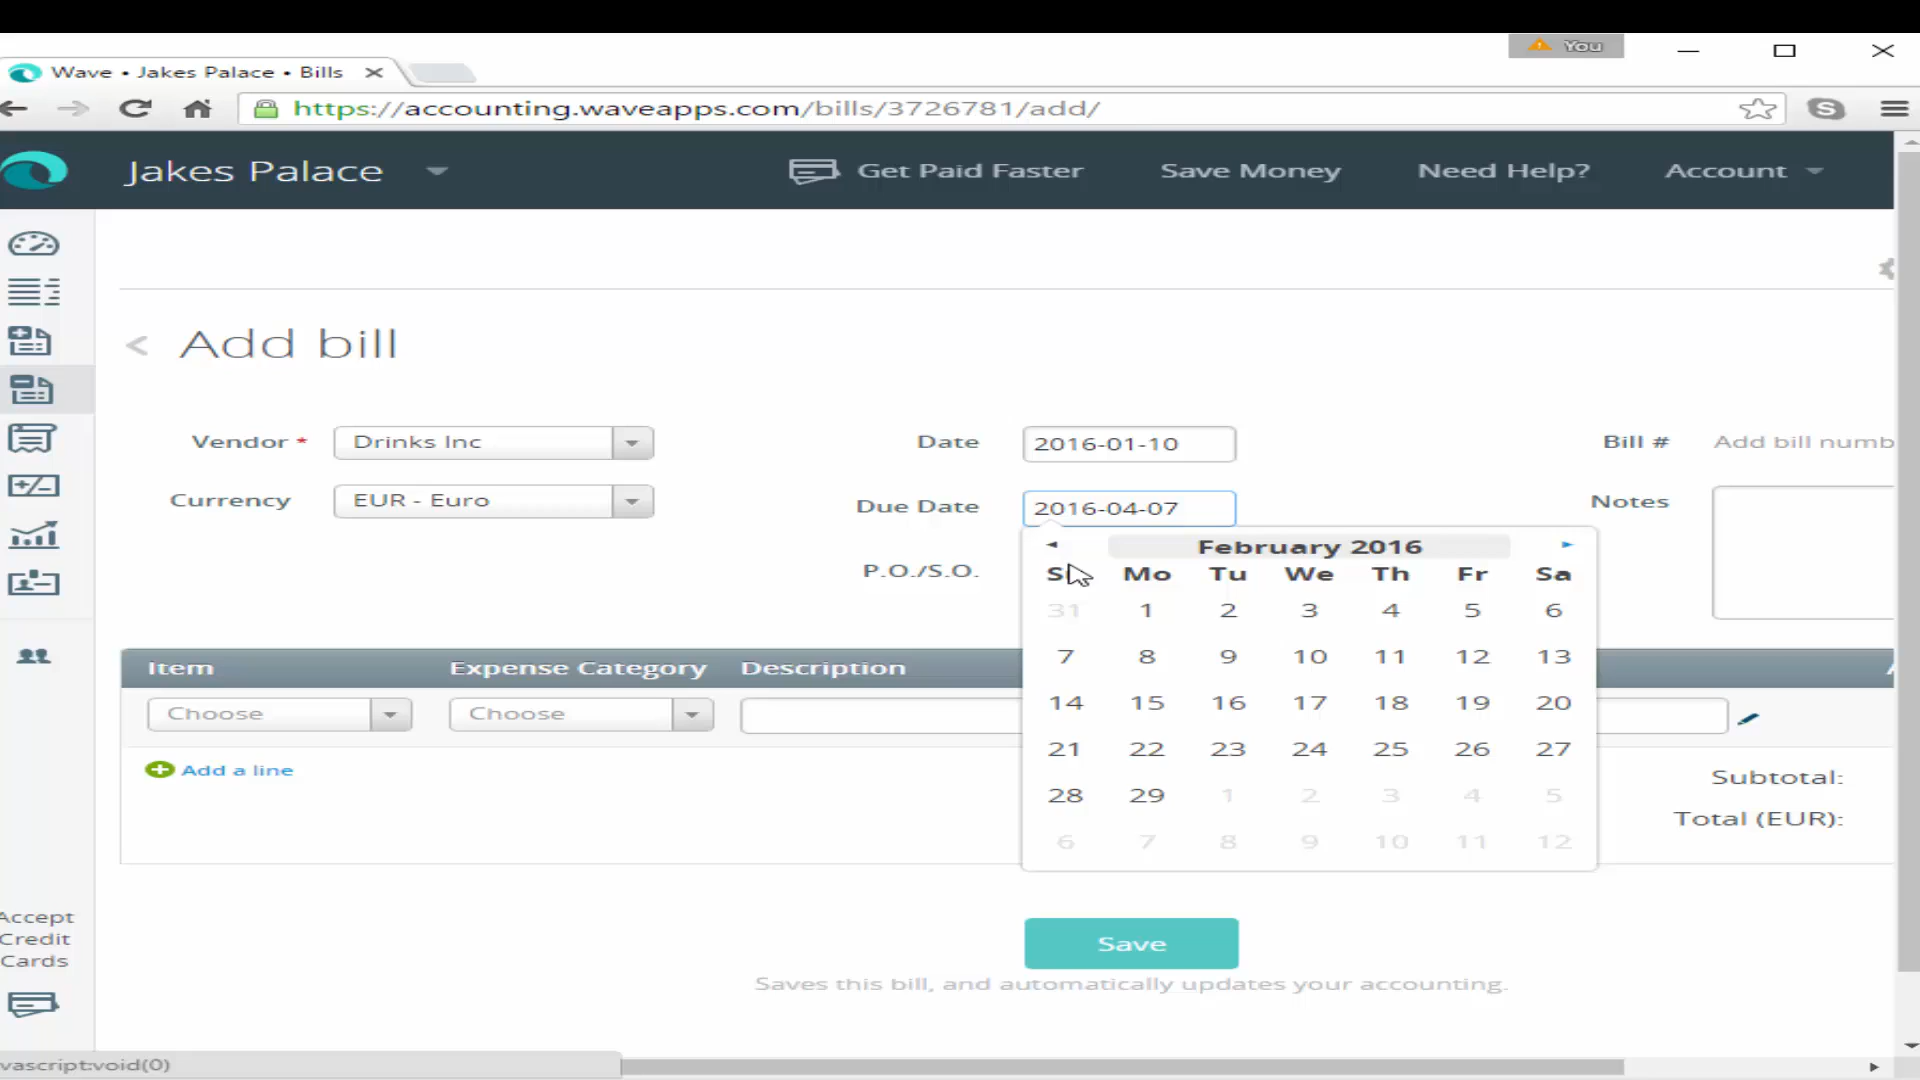 You
Wave • Jakes Palace • Bills
https://accounting.waveapps.com/bills/3726781/add/
Jakes Palace
Get Paid Faster
Save Money
Need Help?
Account
Add bill
Vendor *
Drinks Inc
Date
2016-01-10
Bill #
Add bill numb
Currency
EUR - Euro
Due Date
2016-04-07
Notes
P.O./S.O.
February 2016
Mo Tu We Th Fr Sa
31 1 2 3 4 5 6
7 8 9 10 11 12 13
14 15 16 17 18 19 20
21 22 23 24 25 26 27
28 29 1 2 3 4 5
6 7 8 9 10 11 12
Item
Expense Category
Description
Choose
Choose
Add a line
Subtotal:
Total (EUR):
Accept
Credit
Cards
Save
Saves this bill, and automatically updates your accounting.
vascript:void(0)